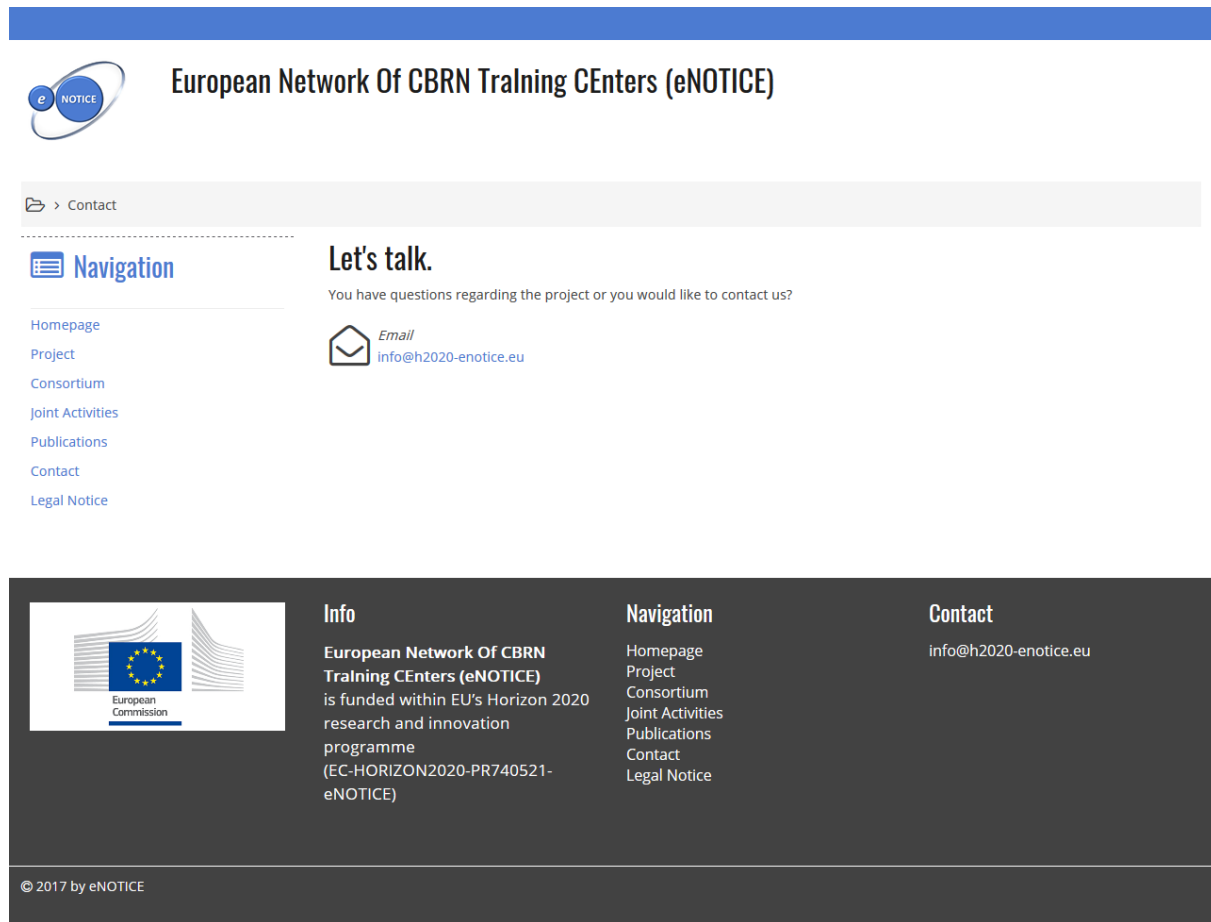 e NOTICE
European Network Of CBRN TraIning CEnters (eNOTICE)
> Contact
Navigation
Homepage
Project
Consortium
Joint Activities
Publications
Contact
Legal Notice
Let's talk.
You have questions regarding the project or you would like to contact us?
Email
info@h2020-enotice.eu
European
Commission
Info
European Network Of CBRN
TraIning CEnters (eNOTICE)
is funded within EU's Horizon 2020
research and innovation
programme
(EC-HORIZON2020-PR740521-
eNOTICE)
Navigation
Homepage
Project
Consortium
Joint Activities
Publications
Contact
Legal Notice
Contact
info@h2020-enotice.eu
© 2017 by eNOTICE